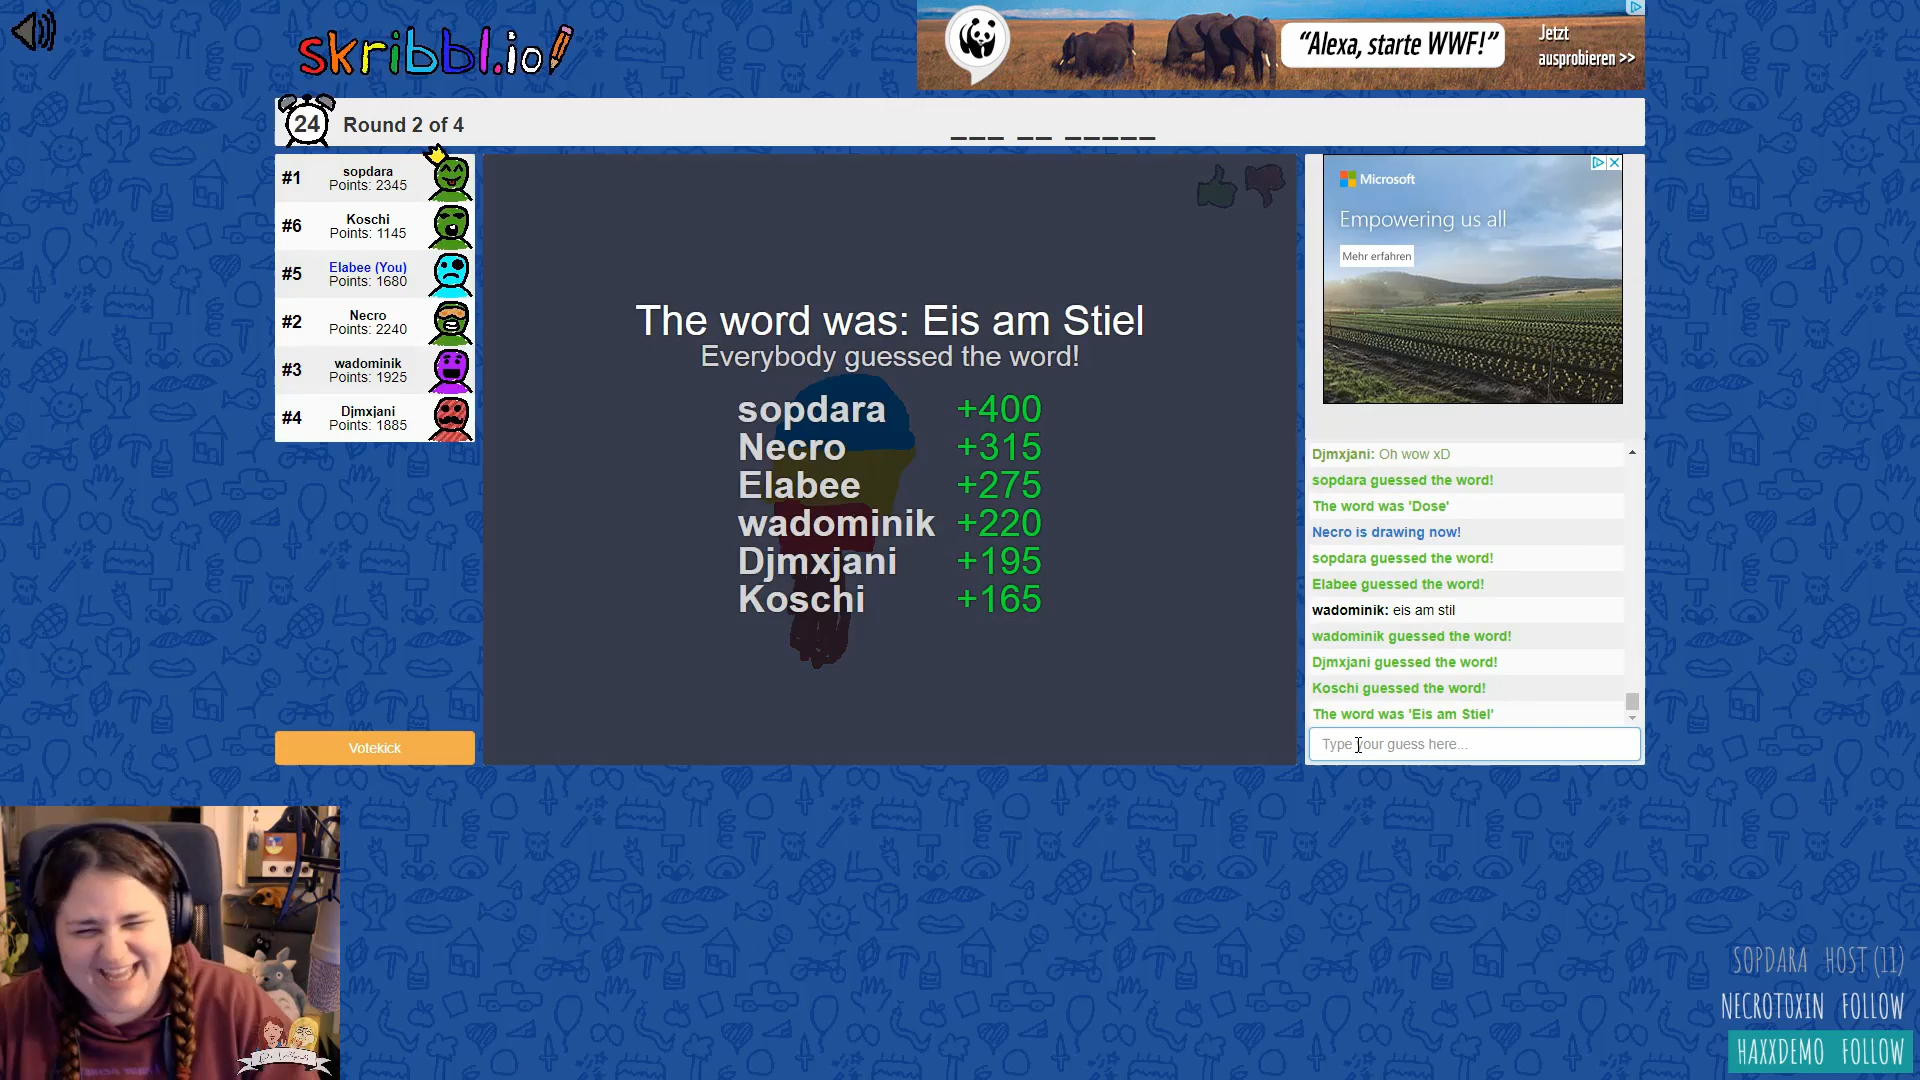 skribbl.io
"Alexa, starte WWF!"
Jetzt
ausprobieren >>
24
Round 2 of 4
___ __ _____
#1
sopdara
Points: 2345
#6
Koschi
Points: 1145
#5
Elabee (You)
Points: 1680
#2
Necro
Points: 2240
#3
wadominik
Points: 1925
#4
Djmxjani
Points: 1885
Votekick
The word was: Eis am Stiel
Everybody guessed the word!
sopdara +400
Necro +315
Elabee +275
wadominik +220
Djmxjani +195
Koschi +165
Microsoft
Empowering us all
Mehr erfahren
Djmxjani: Oh wow xD
sopdara guessed the word!
The word was 'Dose'
Necro is drawing now!
sopdara guessed the word!
Elabee guessed the word!
wadominik: eis am stil
wadominik guessed the word!
Djmxjani guessed the word!
Koschi guessed the word!
The word was 'Eis am Stiel'
Type your guess here...
SOPDARA HOST (11)
NECROTOXIN FOLLOW
HAXXDEMO FOLLOW